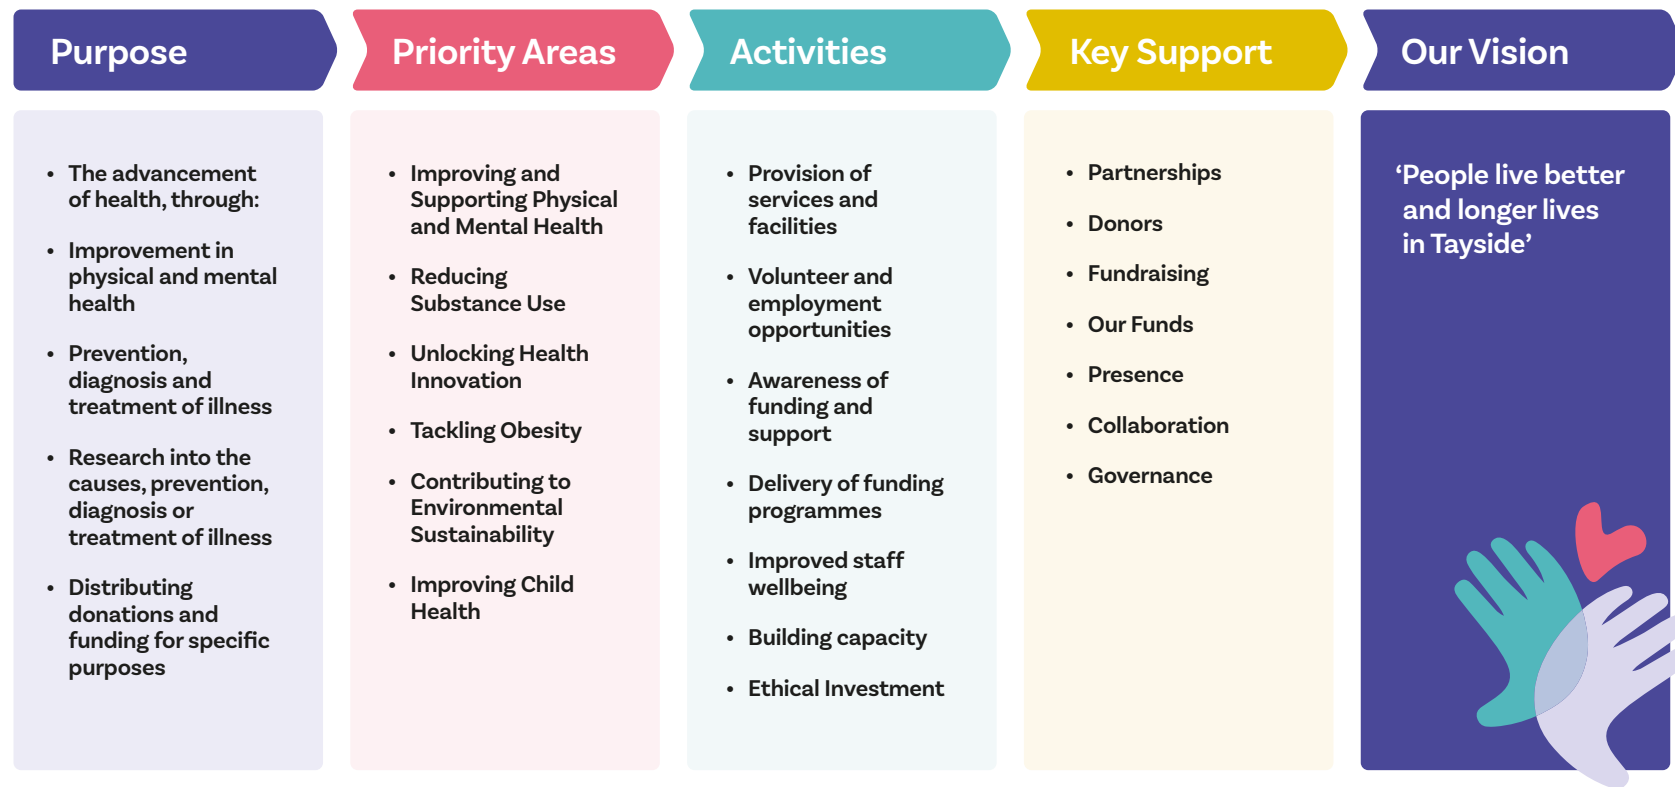 Purpose
• The advancement
of health, through:
• Improvement in
physical and mental
health
• Prevention,
diagnosis and
treatment of illness
• Research into the
causes, prevention,
diagnosis or
treatment of illness
• Distributing
donations and
funding for specific
purposes
Priority Areas
• Improving and
Supporting Physical
and Mental Health
• Reducing
Substance Use
• Unlocking Health
Innovation
• Tackling Obesity
• Contributing to
Environmental
Sustainability
• Improving Child
Health
Activities
• Provision of
services and
facilities
• Volunteer and
employment
opportunities
• Awareness of
funding and
support
• Delivery of funding
programmes
• Improved staff
wellbeing
• Building capacity
• Ethical Investment
Key Support
• Partnerships
• Donors
• Fundraising
• Our Funds
• Presence
• Collaboration
• Governance
Our Vision
‘People live better
and longer lives
in Tayside’